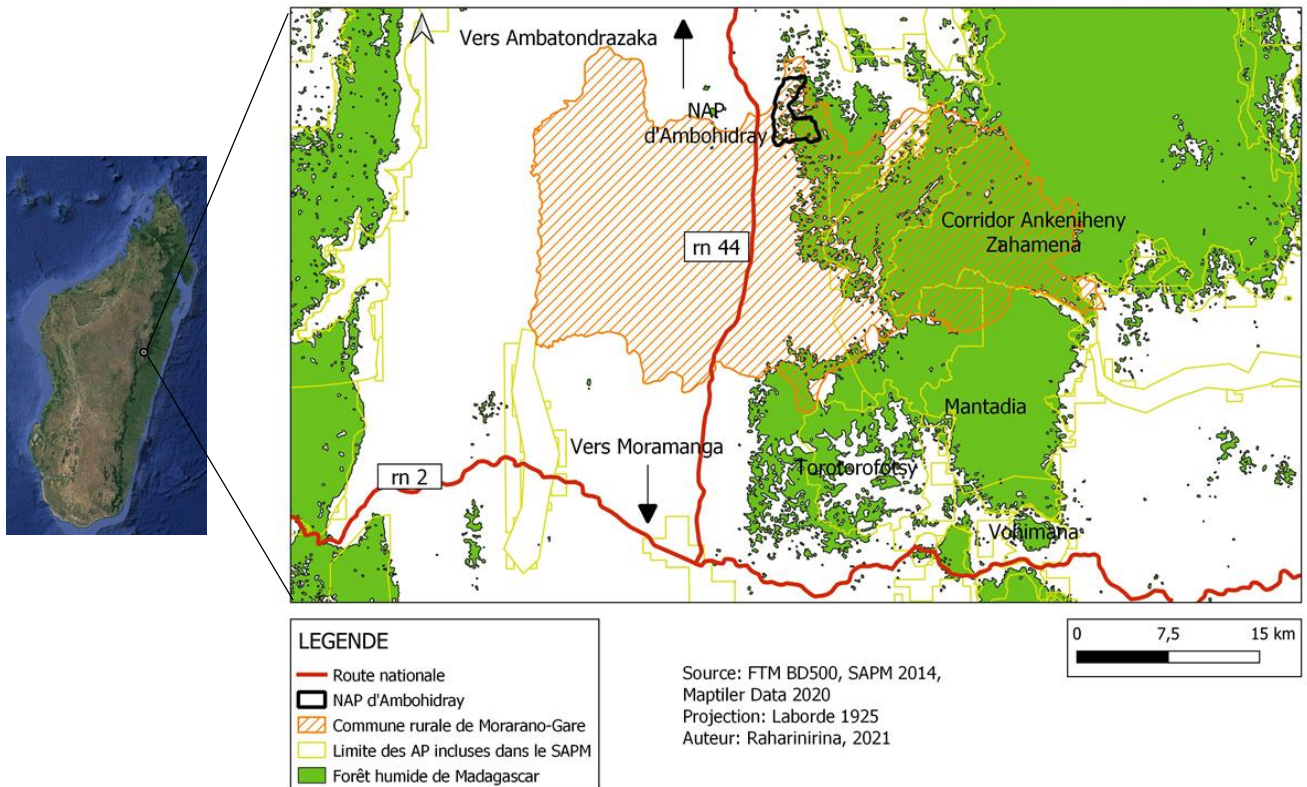 Vers Ambatondrazaka
NAP
d'Ambohidray
Corridor Ankeniheny
Zahamena
rn 44
Mantadia
Vers Moramanga
Torotorofotsy
rn 2
Vohimana
LEGENDE
Route nationale
NAP d'Ambohidray
Commune rurale de Morarano-Gare
Limite des AP incluses dans le SAPM
Forêt humide de Madagascar
Source: FTM BD500, SAPM 2014,
Maptiler Data 2020
Projection: Laborde 1925
Auteur: Raharinirina, 2021
0 7,5 15 km